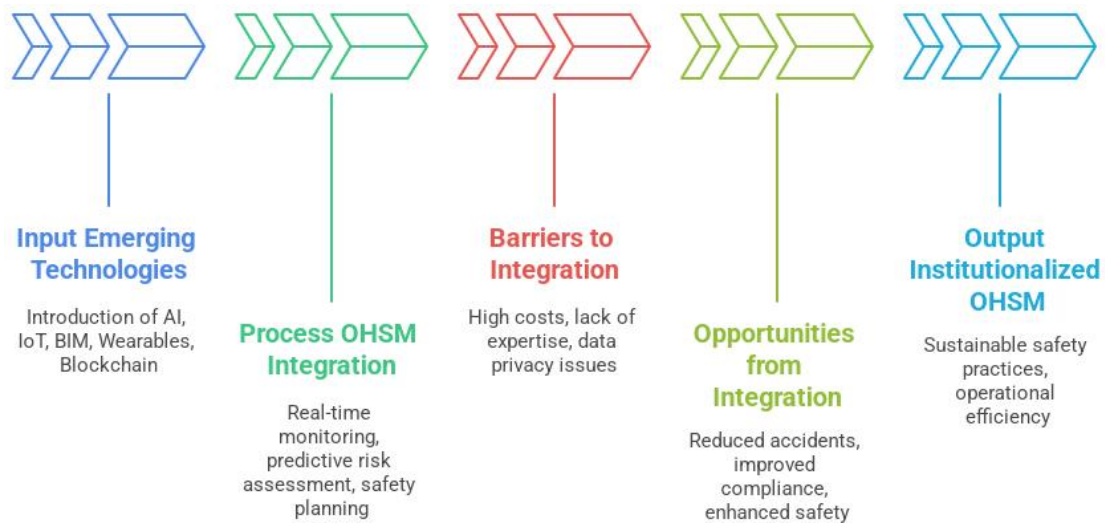 Input Emerging
Technologies
Introduction of AI,
IoT, BIM, Wearables,
Blockchain
Process OHSM
Integration
Real-time
monitoring,
predictive risk
assessment, safety
planning
Barriers to
Integration
High costs, lack of
expertise, data
privacy issues
Opportunities
from
Integration
Reduced accidents,
improved
compliance,
enhanced safety
Output
Institutionalized
OHSM
Sustainable safety
practices,
operational
efficiency